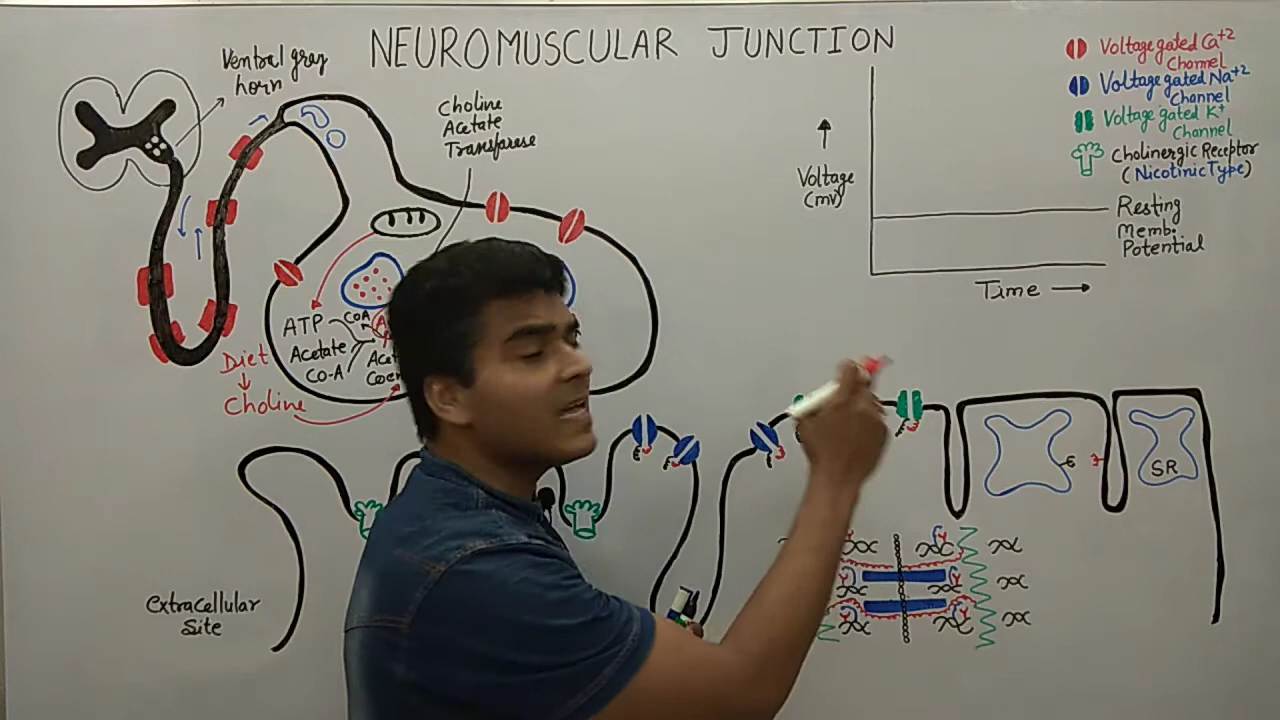 NEUROMUSCULAR JUNCTION
Ventral gray
horn
Choline
Acetate
Transferese
ATP
CoA
A
Acetate
CO-A
Diet
Choline
Extracellular
Site
Voltage
(mv)
Time
Resting
Memb.
Potential
Voltage gated Ca+2
Channel
Voltage gated Na+2
Channel
Voltage gated K+
Channel
Cholinergic Receptor
(Nicotinic Type)
SR